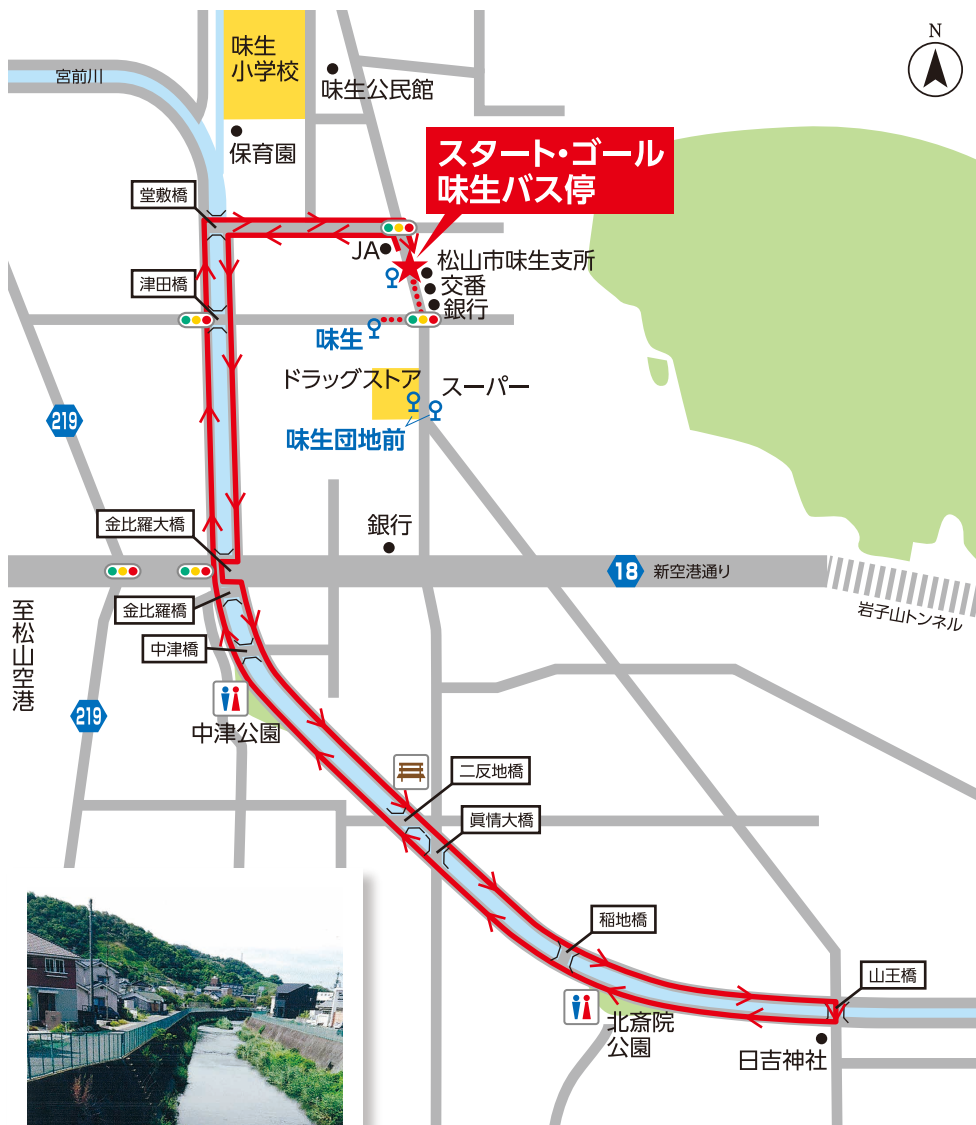 N
味生
小学校
宮前川
味生公民館
保育園
スタート・ゴール
味生バス停
堂敷橋
JA
松山市味生支所
交番
銀行
津田橋
味生
ドラッグストア
スーパー
味生団地前
219
金比羅大橋
銀行
18
新空港通り
岩子山トンネル
金比羅橋
至松山空港
中津橋
219
中津公園
二反地橋
眞情大橋
稲地橋
山王橋
北斎院
公園
日吉神社